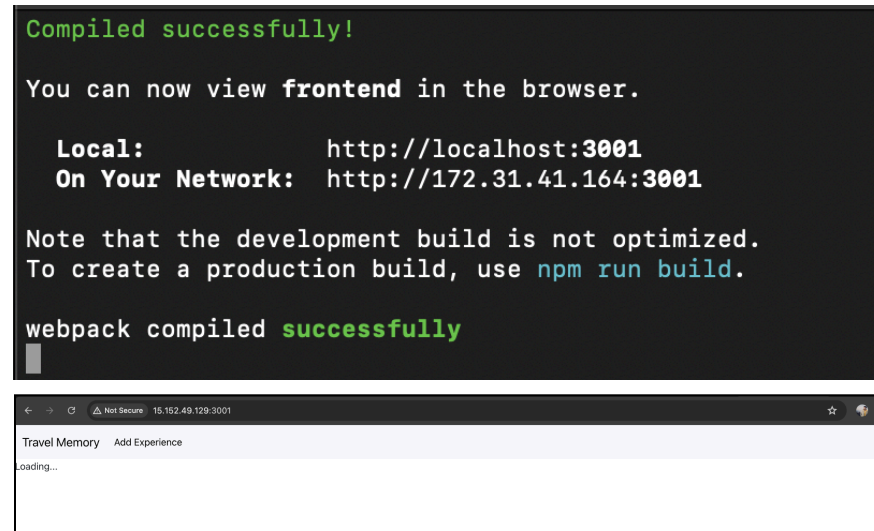 Compiled successfully!
You can now view frontend in the browser.
Local: http://localhost:3001
On Your Network: http://172.31.41.164:3001
Note that the development build is not optimized.
To create a production build, use npm run build.
webpack compiled successfully
Not Secure 15.152.49.129:3001
Travel Memory Add Experience
Loading...